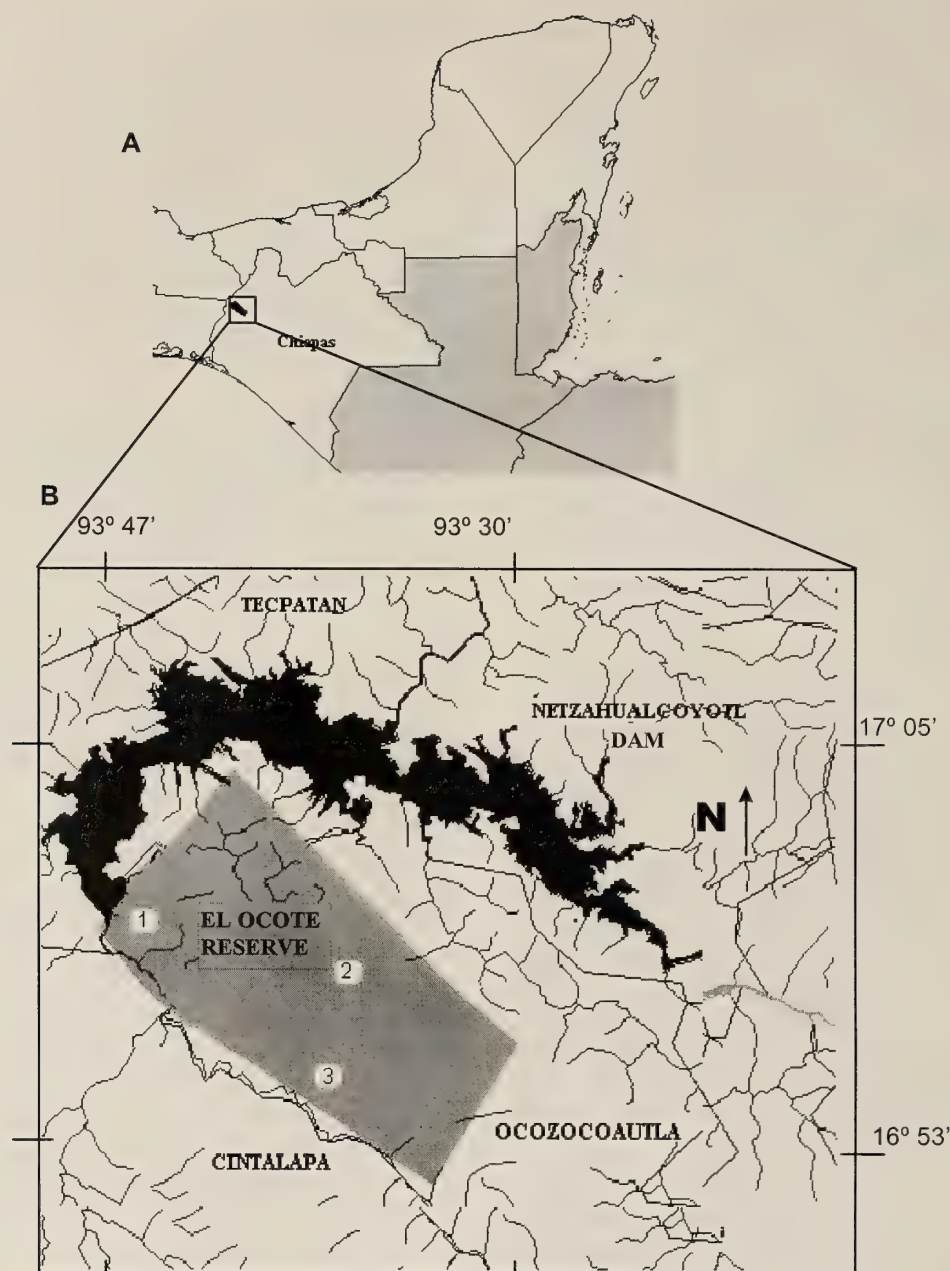 A
Chiapas
B
93º 47'
93º 30'
TECPATAN
NETZAHUALCOYOTL
DAM
17º 05'
N
1
EL OCOTE
RESERVE
2
3
OCOZOCOAUTLA
16º 53'
CINTALAPA